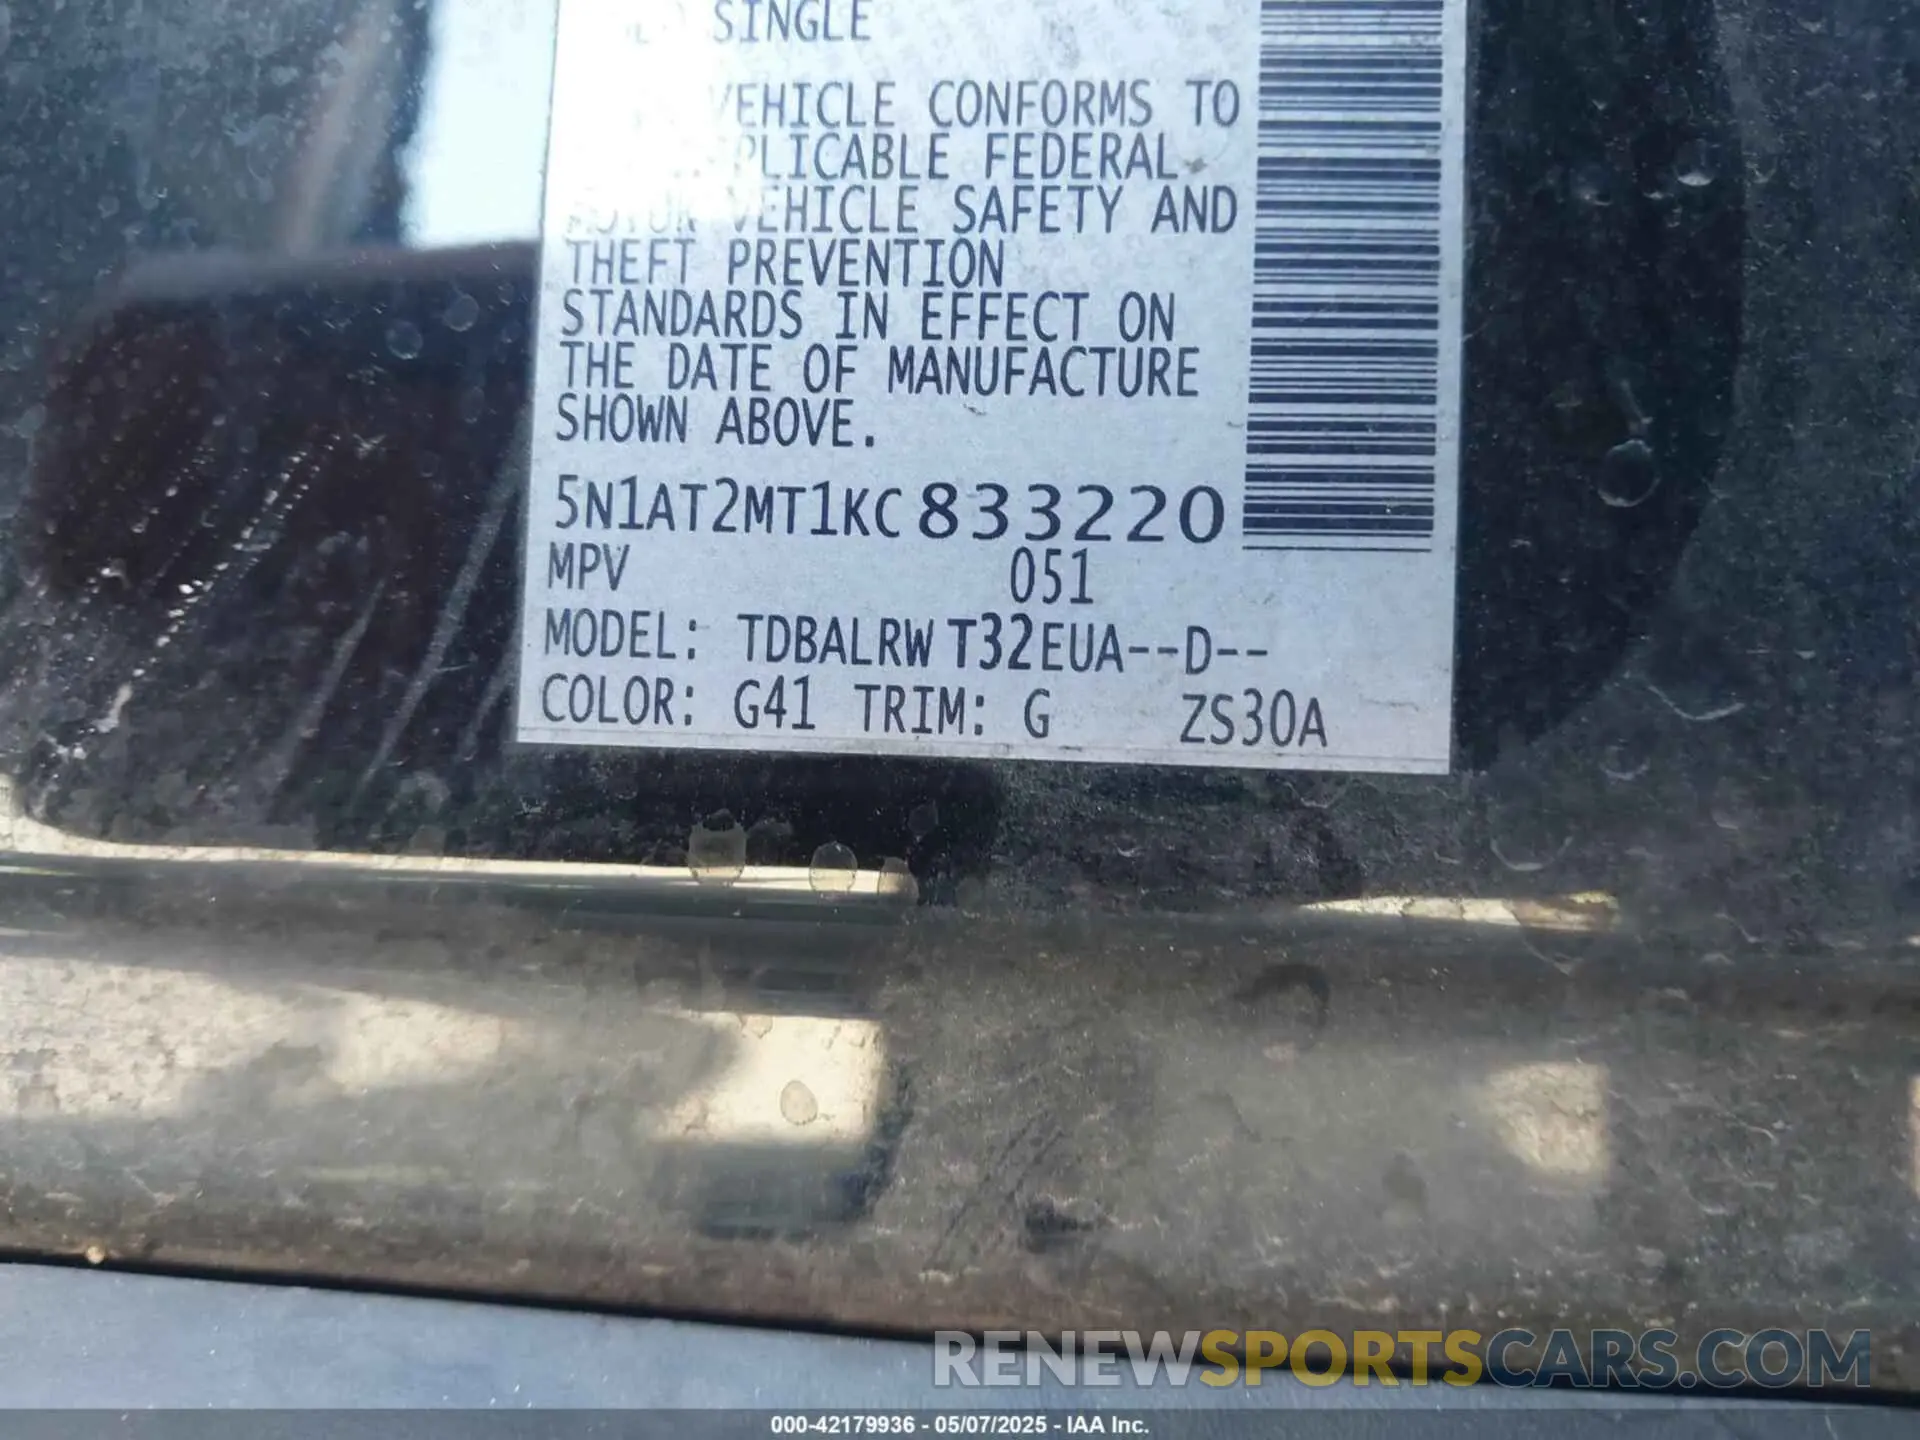 SINGLE
VEHICLE CONFORMS TO
FEDERAL
VEHICLE SAFETY AND
THEFT PREVENTION
STANDARDS IN EFFECT ON
THE DATE OF MANUFACTURE
SHOWN ABOVE.
5N1AT2MT1KC833220
MPV 051
MODEL: TDBALRW T32EUA--D--
COLOR: G41 TRIM: G ZS30A
RENEWSPORTSCARS.COM
000-42179936 - 05/07/2025 - IAA Inc.